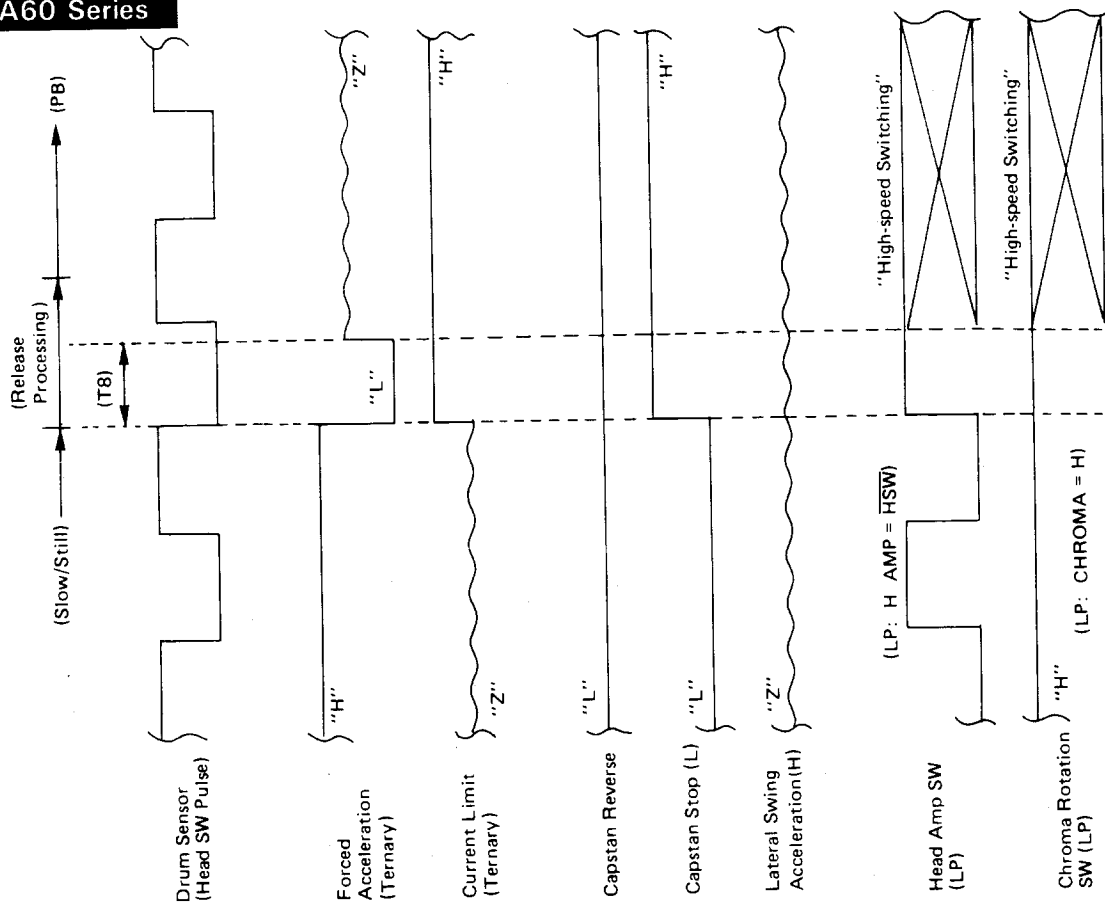 A60 Series
(Slow/Still)
(Release
Processing)
(PB)
(T8)
Drum Sensor
(Head SW Pulse)
Forced
Acceleration
(Ternary)
"H"
"L"
"Z"
Current Limit
(Ternary)
"Z"
"H"
Capstan Reverse
"L"
Capstan Stop (L)
"L"
"H"
Lateral Swing
Acceleration(H)
"Z"
Head Amp SW
(LP)
(LP: H AMP = HSW)
"High-speed Switching"
Chroma Rotation
SW (LP)
"H"
(LP: CHROMA = H)
"High-speed Switching"